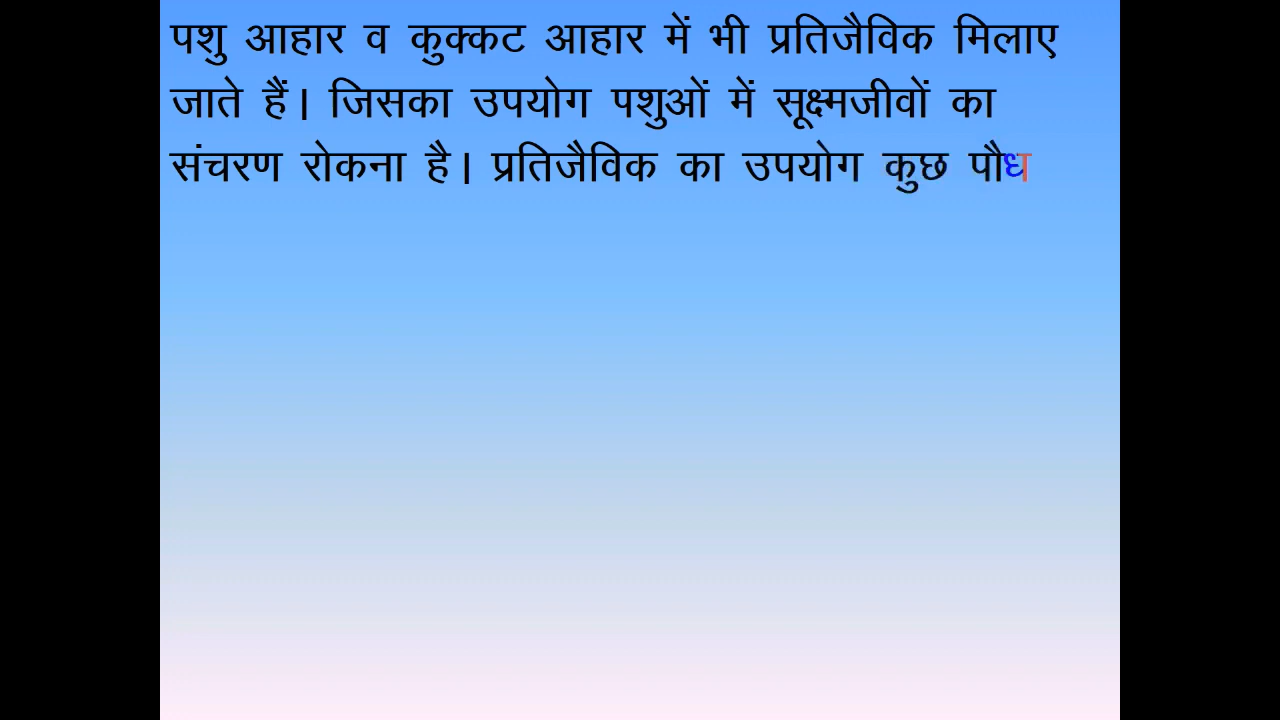 पशु आहार व कुक्कट आहार में भी प्रतिजैविक मिलाए
जाते हैं। जिसका उपयोग पशुओं में सूक्ष्मजीवों का
संचरण रोकना है। प्रतिजैविक का उपयोग कुछ पौध